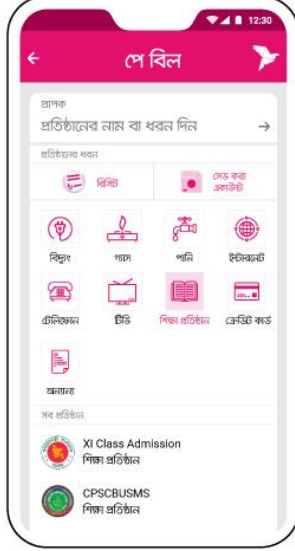 12:30
পে বিল
প্রাপক
প্রতিষ্ঠানের নাম বা ধরন দিন
প্রতিষ্ঠানের ধরন
রিসিট
সেভ করা
একাউন্ট
বিদ্যুৎ গ্যাস পানি ইন্টারনেট
টেলিফোন টিভি শিক্ষা প্রতিষ্ঠান ক্রেডিট কার্ড
অন্যান্য
সব প্রতিষ্ঠান
XI Class Admission
শিক্ষা প্রতিষ্ঠান
CPSCBUSMS
শিক্ষা প্রতিষ্ঠান